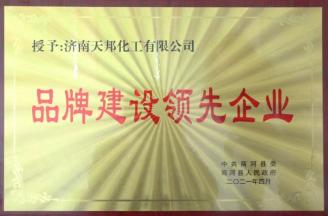 授予:济南天邦化工有限公司
品牌建设领先企业
中共商河县委
商河县人民政府
二〇二一年四月